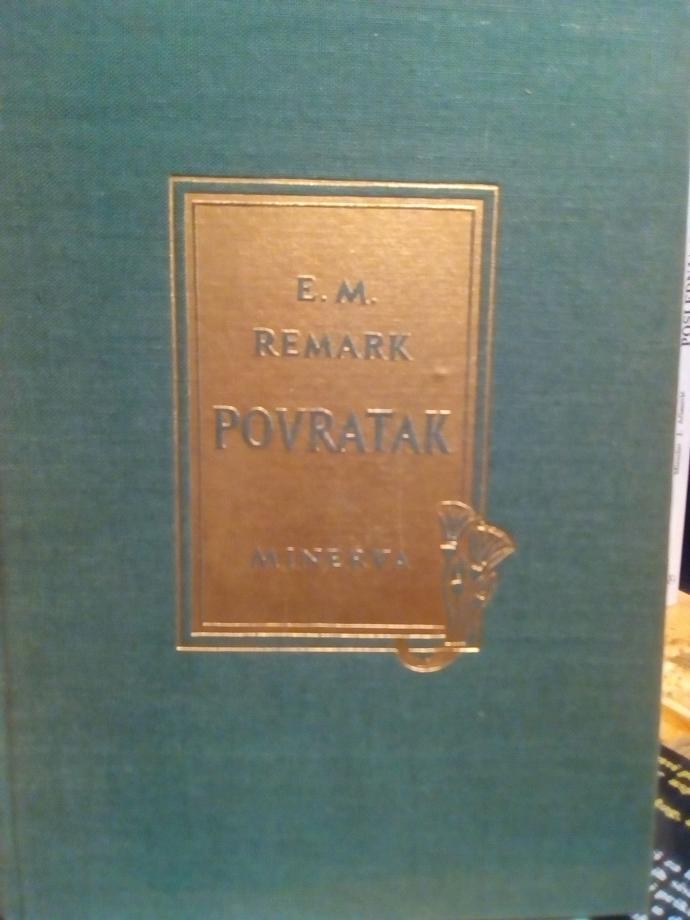 E. M.
REMARK
POVRATAK
MINERVA